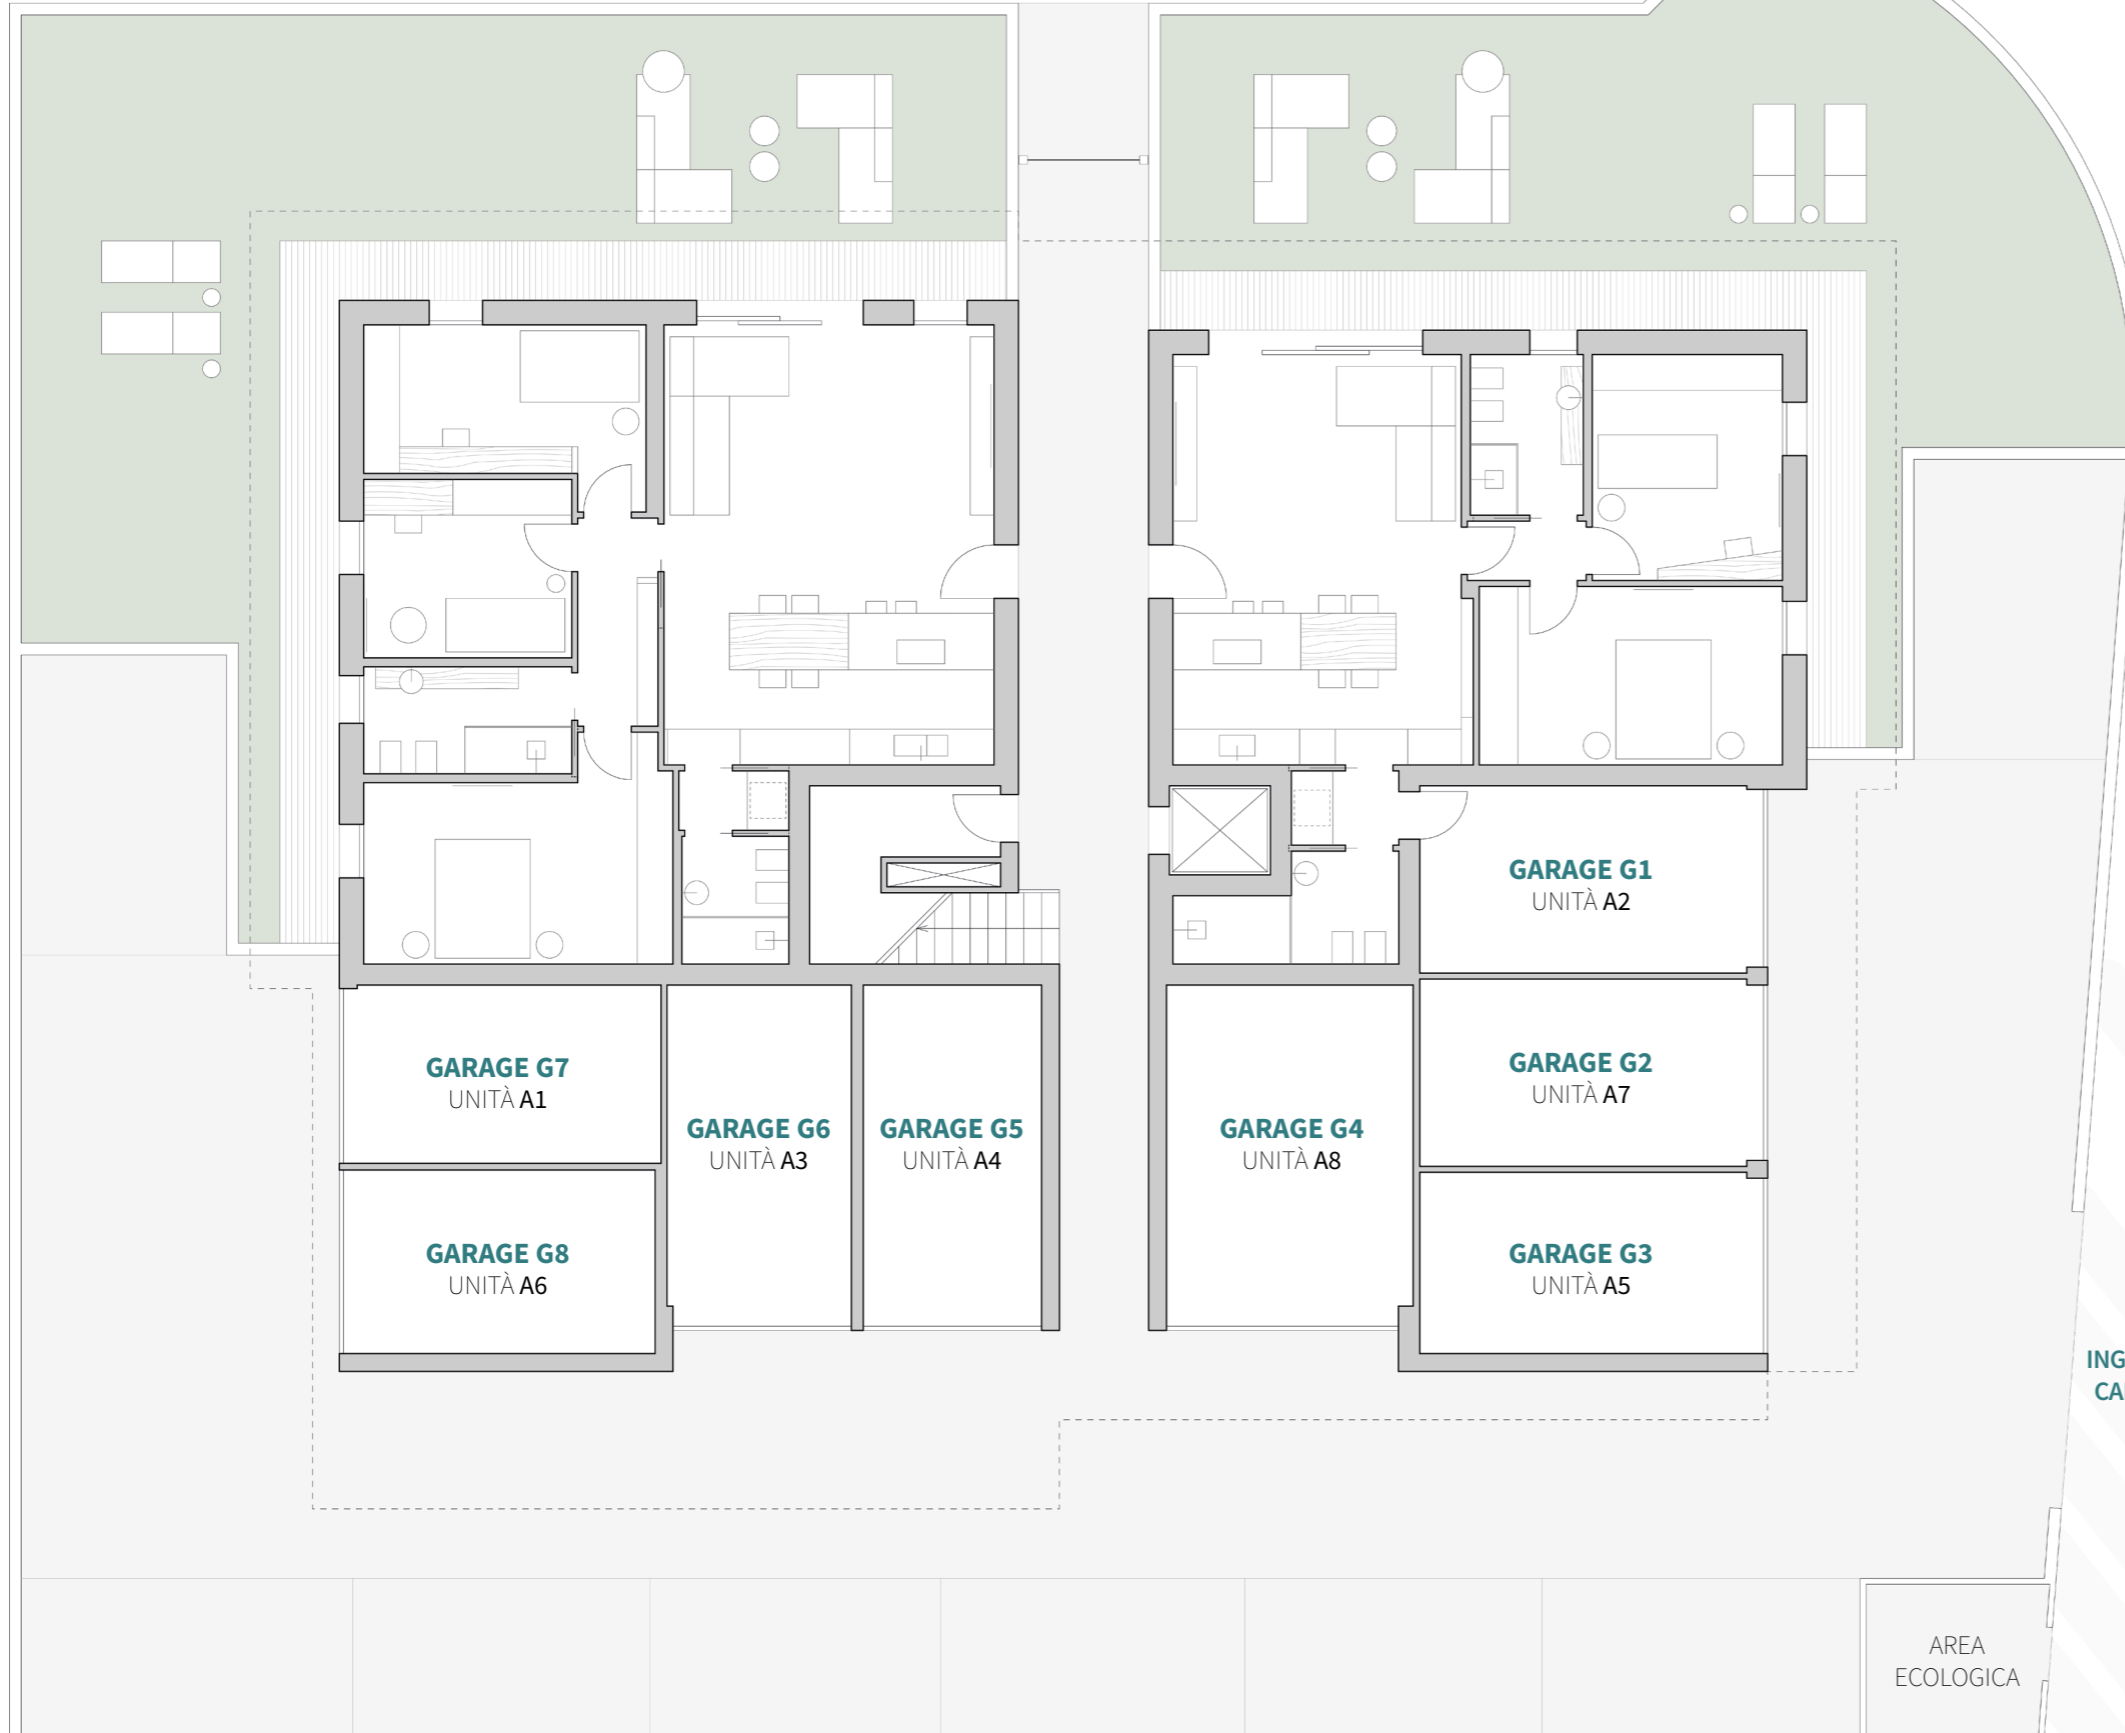 GARAGE G1
UNITÀ A2
GARAGE G7
UNITÀ A1
GARAGE G6
UNITÀ A3
GARAGE G5
UNITÀ A4
GARAGE G4
UNITÀ A8
GARAGE G2
UNITÀ A7
GARAGE G8
UNITÀ A6
GARAGE G3
UNITÀ A5
AREA
ECOLOGICA